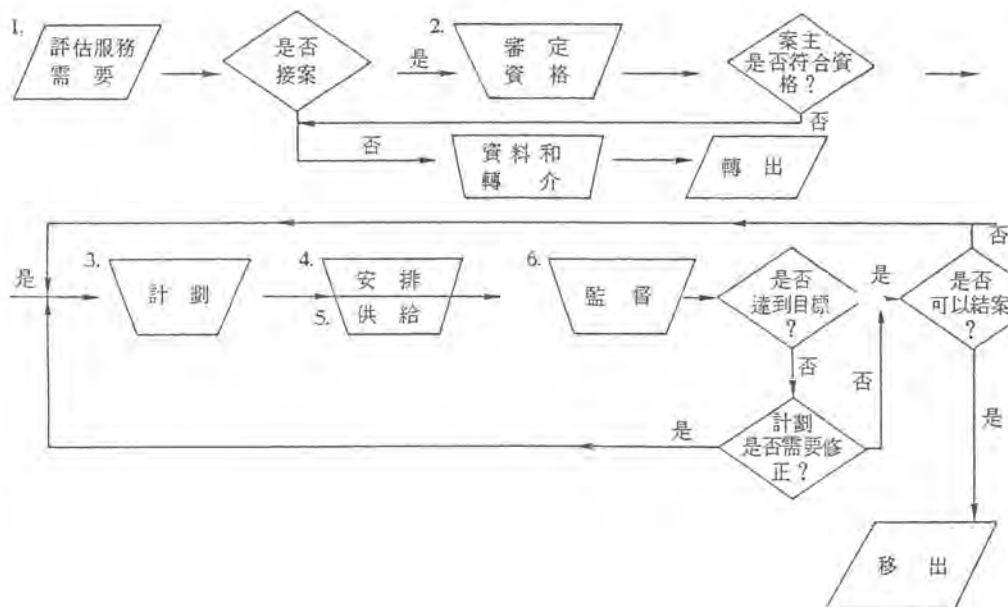 1.
評估服務
需要
是否
接案
是
2.
審定
資格
案主
是否符合資
格？
否
否
資料和
轉介
轉出
是
3.
計劃
4.
安排
5.
供給
6.
監督
是否
達到目標
？
是
否
是否
可以結案
？
否
否
計劃
是否需要修
正？
是
是
移出